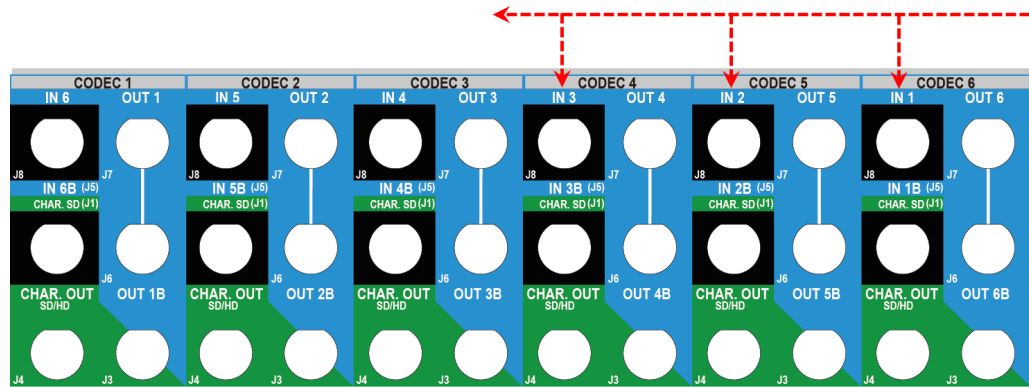 CODEC 1 CODEC 2 CODEC 3 CODEC 4 CODEC 5 CODEC 6
IN 6 OUT 1 IN 5 OUT 2 IN 4 OUT 3 IN 3 OUT 4 IN 2 OUT 5 IN 1 OUT 6
J8 J7 J8 J7 J8 J7 J8 J7 J8 J7 J8 J7
IN 6B (J5) IN 5B (J5) IN 4B (J5) IN 3B (J5) IN 2B (J5) IN 1B (J5)
CHAR. SD (J1) CHAR. SD (J1) CHAR. SD (J1) CHAR. SD (J1) CHAR. SD (J1) CHAR. SD (J1)
J6 J6 J6 J6 J6 J6
CHAR. OUT OUT 1B CHAR. OUT OUT 2B CHAR. OUT OUT 3B CHAR. OUT OUT 4B CHAR. OUT OUT 5B CHAR. OUT OUT 6B
SD/HD SD/HD SD/HD SD/HD SD/HD SD/HD
J4 J3 J4 J3 J4 J3 J4 J3 J4 J3 J4 J3